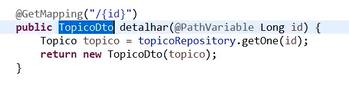 @GetMapping("/{id}")
public TopicoDto detalhar(@PathVariable Long id) {
    Topico topico = topicoRepository.getOne(id);
    return new TopicoDto(topico);
}